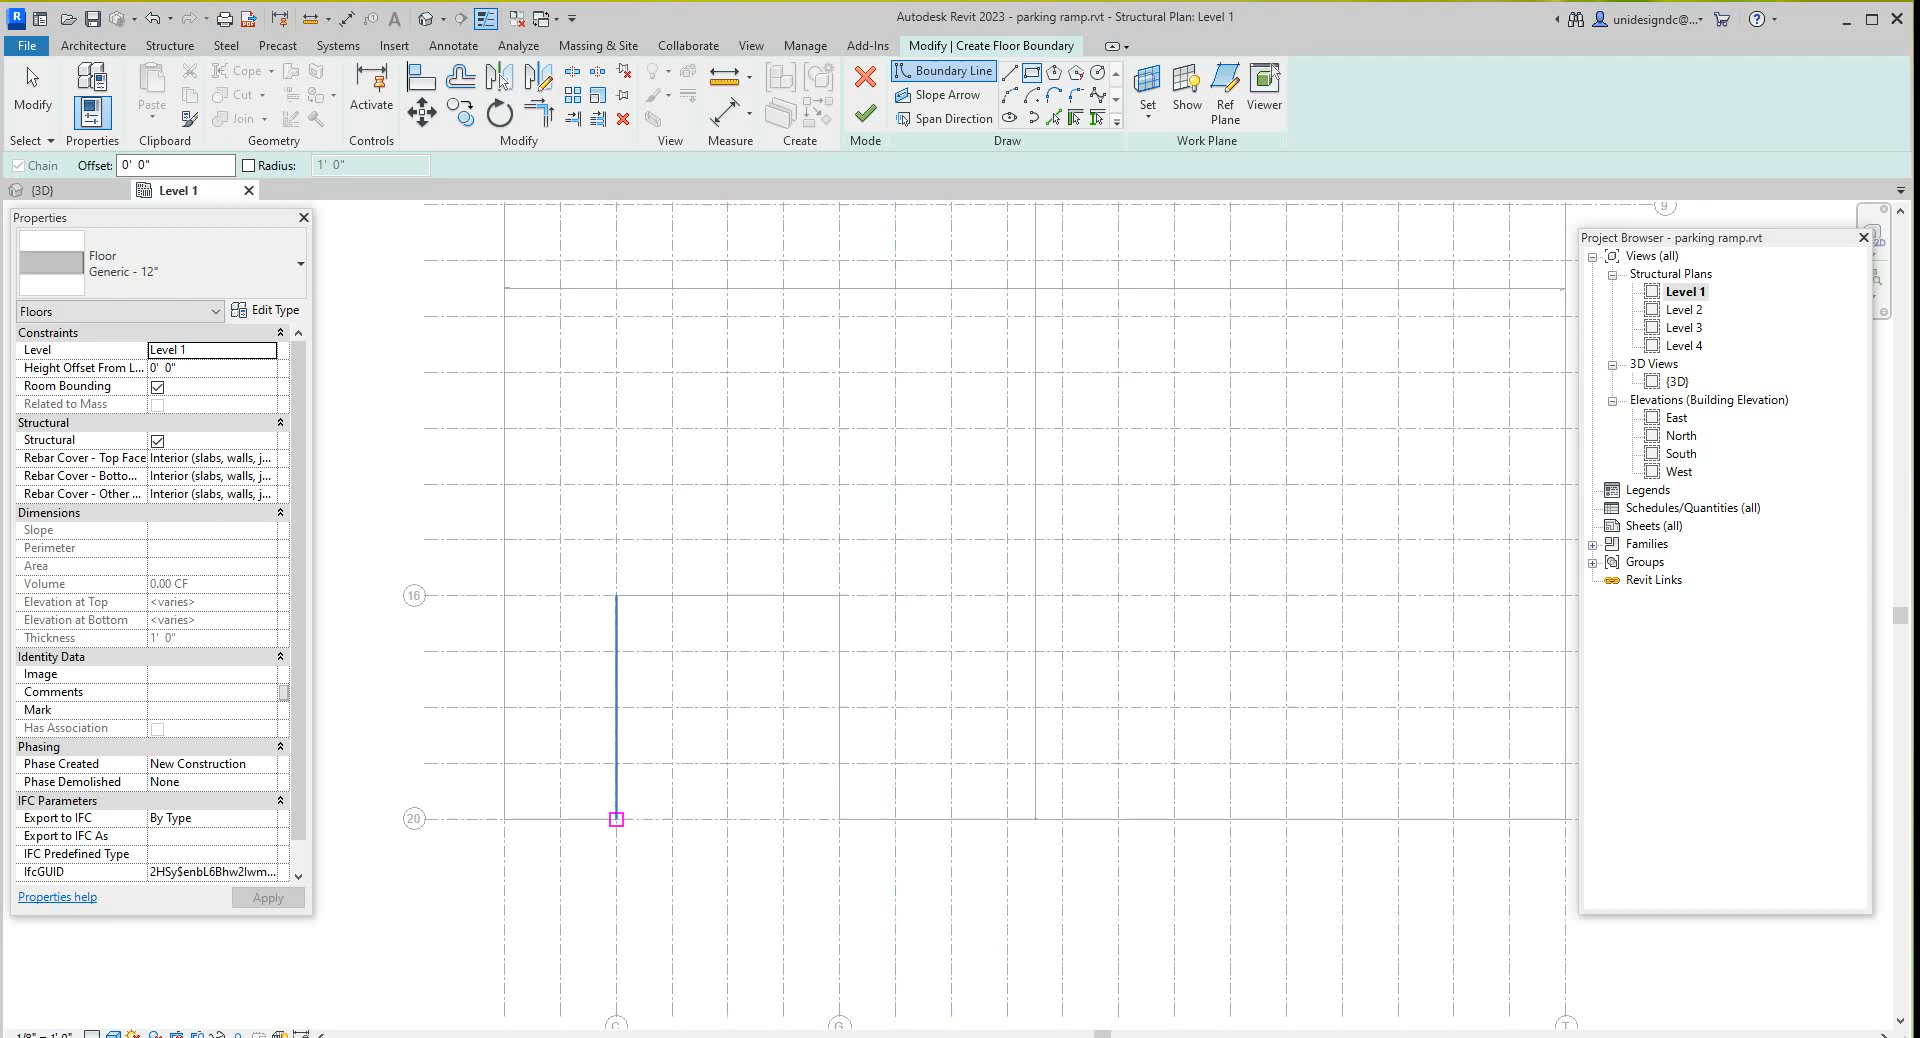 Autodesk Revit 2023 - parking ramp.rvt - Structural Plan: Level 1
unidesigndc@...
File Architecture Structure Steel Precast Systems Insert Annotate Analyze Massing & Site Collaborate View Manage Add-Ins Modify | Create Floor Boundary
Modify
Paste
Cope
Cut
Join
Activate
Boundary Line
Slope Arrow
Span Direction
Set
Show
Ref
Plane
Viewer
Select Properties Clipboard Geometry Controls Modify View Measure Create Mode Draw Work Plane
Chain Offset: 0' 0" Radius: 1' 0"
{3D}
Level 1
Properties
Floor
Generic - 12"
Floors Edit Type
Constraints
Level Level 1
Height Offset From L... 0' 0"
Room Bounding
Related to Mass
Structural
Structural
Rebar Cover - Top Face Interior (slabs, walls, j...
Rebar Cover - Botto... Interior (slabs, walls, j...
Rebar Cover - Other ... Interior (slabs, walls, j...
Dimensions
Slope
Perimeter
Area
Volume 0.00 CF
Elevation at Top <varies>
Elevation at Bottom <varies>
Thickness 1' 0"
Identity Data
Image
Comments
Mark
Has Association
Phasing
Phase Created New Construction
Phase Demolished None
IFC Parameters
Export to IFC By Type
Export to IFC As
IFC Predefined Type
IfcGUID 2HSy$enbL6Bhw2lwm...
Properties help
Apply
9
16
20
C
G
T
Project Browser - parking ramp.rvt
Views (all)
Structural Plans
Level 1
Level 2
Level 3
Level 4
3D Views
{3D}
Elevations (Building Elevation)
East
North
South
West
Legends
Schedules/Quantities (all)
Sheets (all)
Families
Groups
Revit Links
1/8" = 1' 0"